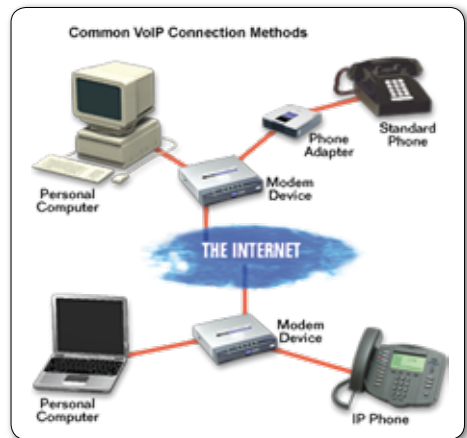 Common VoIP Connection Methods
Standard
Phone
Phone
Adapter
Modem
Device
Personal
Computer
THE INTERNET
Modem
Device
Personal
Computer
IP Phone